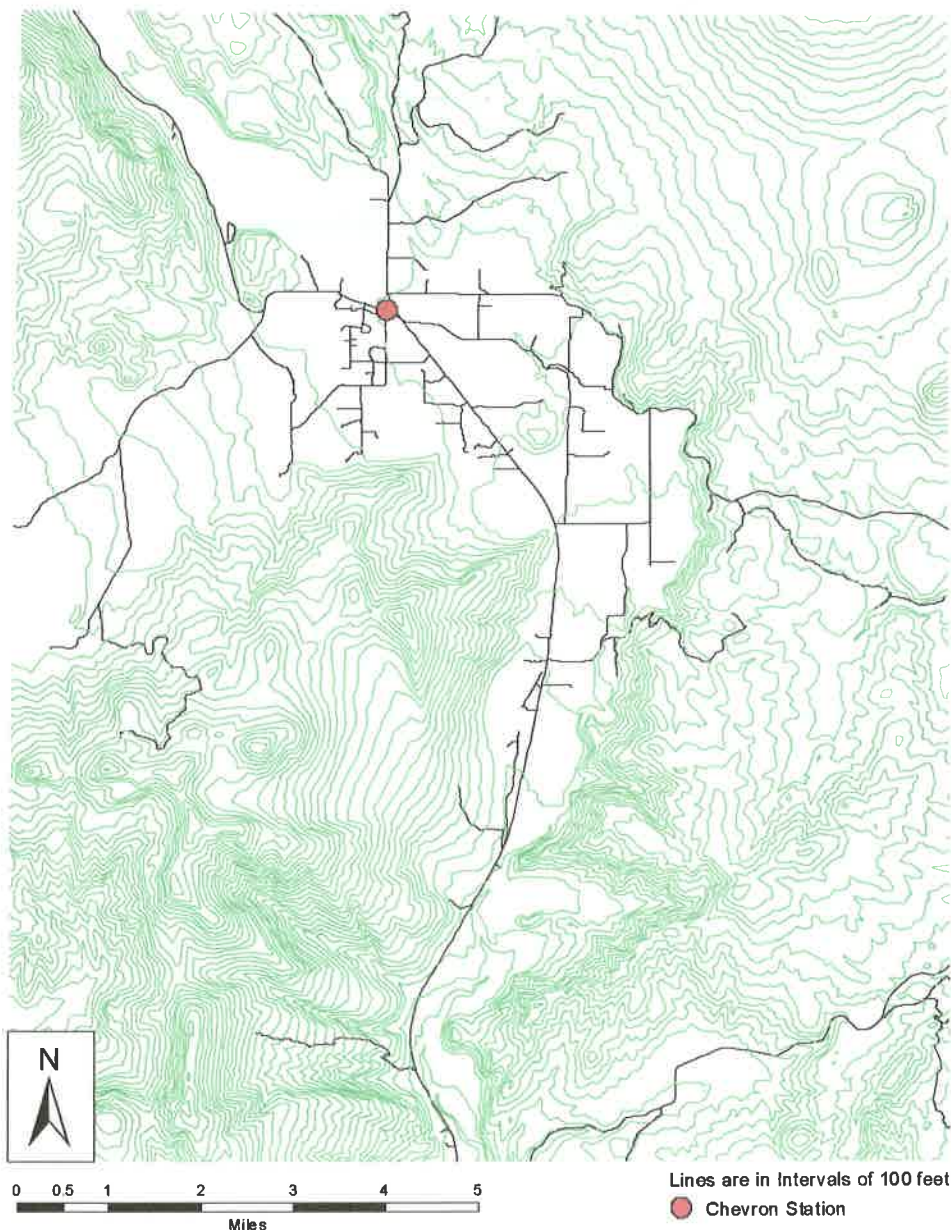 N
0 0.5 1 2 3 4 5
Miles
Lines are in Intervals of 100 feet
Chevron Station